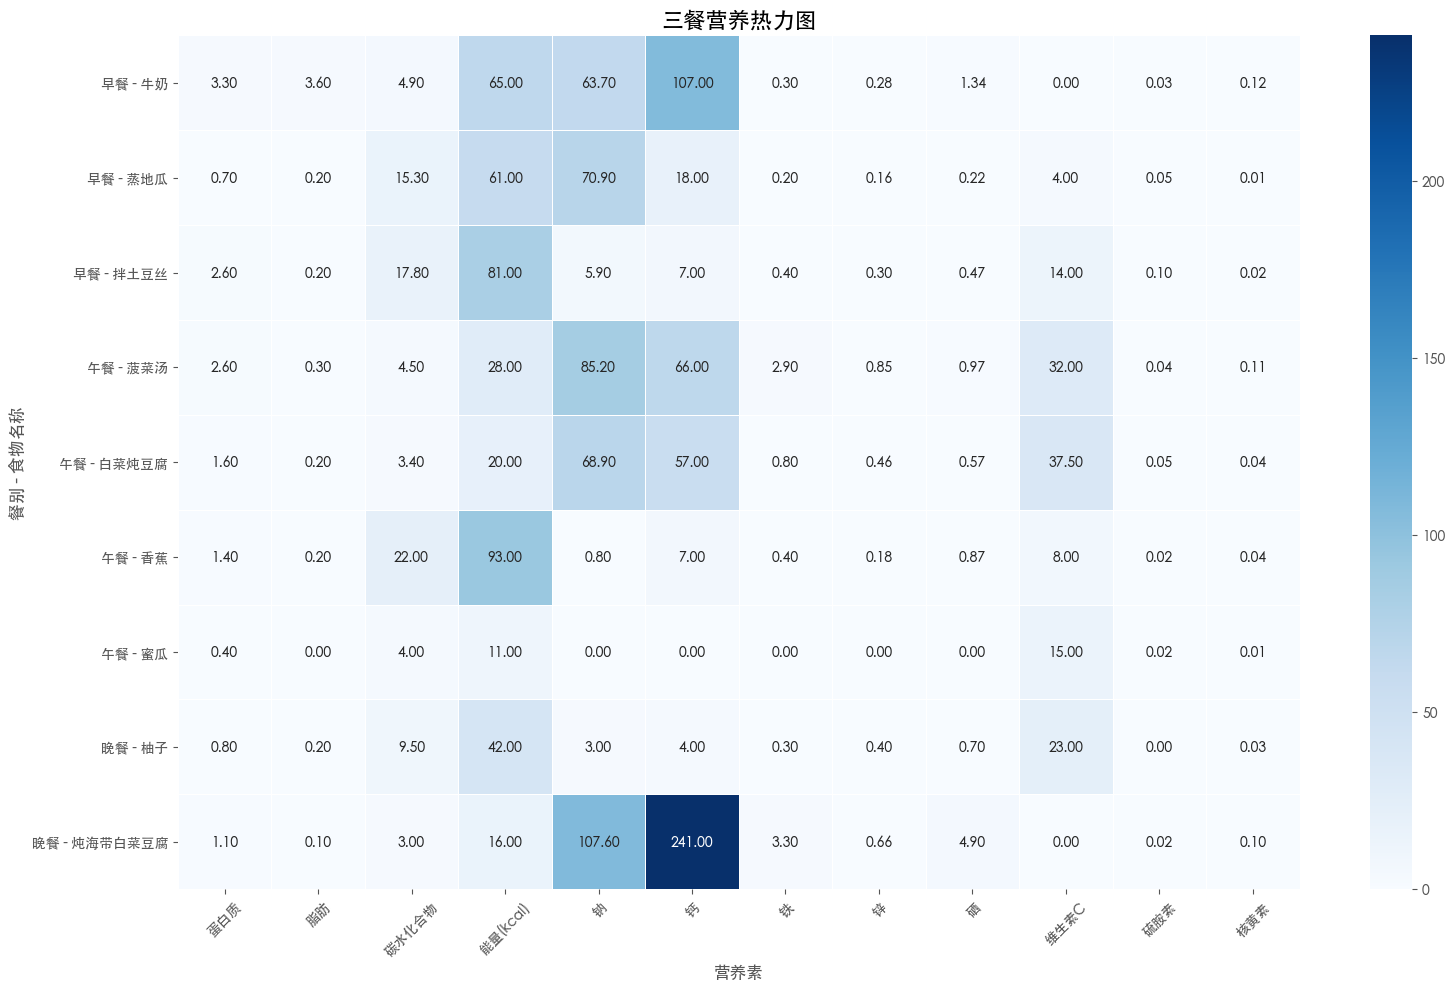 三餐营养热力图
餐别 - 食物名称
早餐 - 牛奶 3.30 3.60 4.90 65.00 63.70 107.00 0.30 0.28 1.34 0.00 0.03 0.12
早餐 - 蒸地瓜 0.70 0.20 15.30 61.00 70.90 18.00 0.20 0.16 0.22 4.00 0.05 0.01
早餐 - 拌土豆丝 2.60 0.20 17.80 81.00 5.90 7.00 0.40 0.30 0.47 14.00 0.10 0.02
午餐 - 菠菜汤 2.60 0.30 4.50 28.00 85.20 66.00 2.90 0.85 0.97 32.00 0.04 0.11
午餐 - 白菜炖豆腐 1.60 0.20 3.40 20.00 68.90 57.00 0.80 0.46 0.57 37.50 0.05 0.04
午餐 - 香蕉 1.40 0.20 22.00 93.00 0.80 7.00 0.40 0.18 0.87 8.00 0.02 0.04
午餐 - 蜜瓜 0.40 0.00 4.00 11.00 0.00 0.00 0.00 0.00 0.00 15.00 0.02 0.01
晚餐 - 柚子 0.80 0.20 9.50 42.00 3.00 4.00 0.30 0.40 0.70 23.00 0.00 0.03
晚餐 - 炖海带白菜豆腐 1.10 0.10 3.00 16.00 107.60 241.00 3.30 0.66 4.90 0.00 0.02 0.10
蛋白质 脂肪 碳水化合物 能量(kcal) 钠 钙 铁 锌 硒 维生素C 硫胺素 核黄素
营养素
200
150
100
50
0